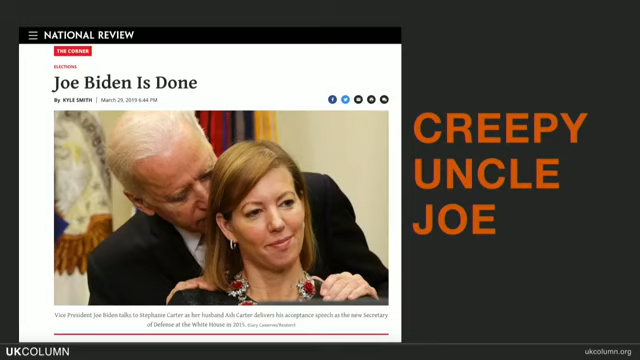 NATIONAL REVIEW
THE CORNER
ELECTIONS
Joe Biden Is Done
By KYLE SMITH | March 29, 2019 6:44 PM
Vice President Joe Biden talks to Stephanie Carter as her husband Ash Carter delivers his acceptance speech as the new Secretary
of Defense at the White House in 2015. (Gary Cameron/Reuters)
CREEPY
UNCLE
JOE
UKCOLUMN
ukcolumn.org